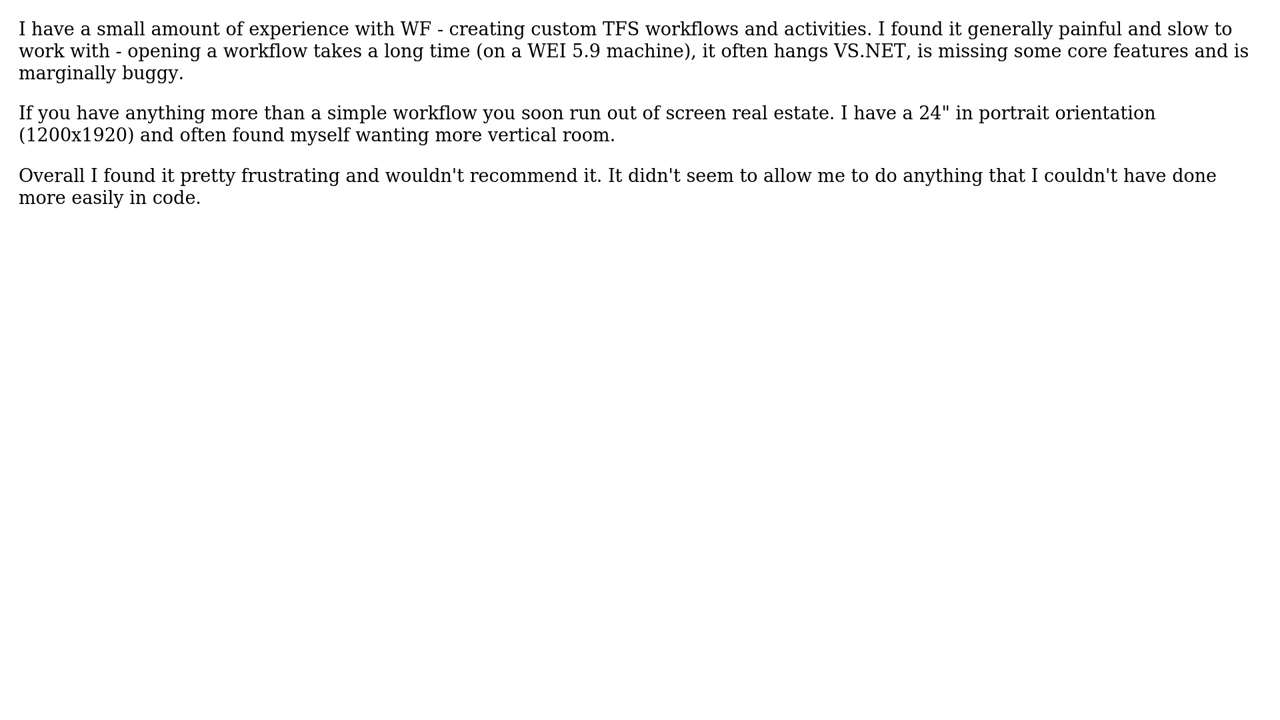 I have a small amount of experience with WF - creating custom TFS workflows and activities. I found it generally painful and slow to
work with - opening a workflow takes a long time (on a WEI 5.9 machine), it often hangs VS.NET, is missing some core features and is
marginally buggy.
If you have anything more than a simple workflow you soon run out of screen real estate. I have a 24" in portrait orientation
(1200x1920) and often found myself wanting more vertical room.
Overall I found it pretty frustrating and wouldn't recommend it. It didn't seem to allow me to do anything that I couldn't have done
more easily in code.